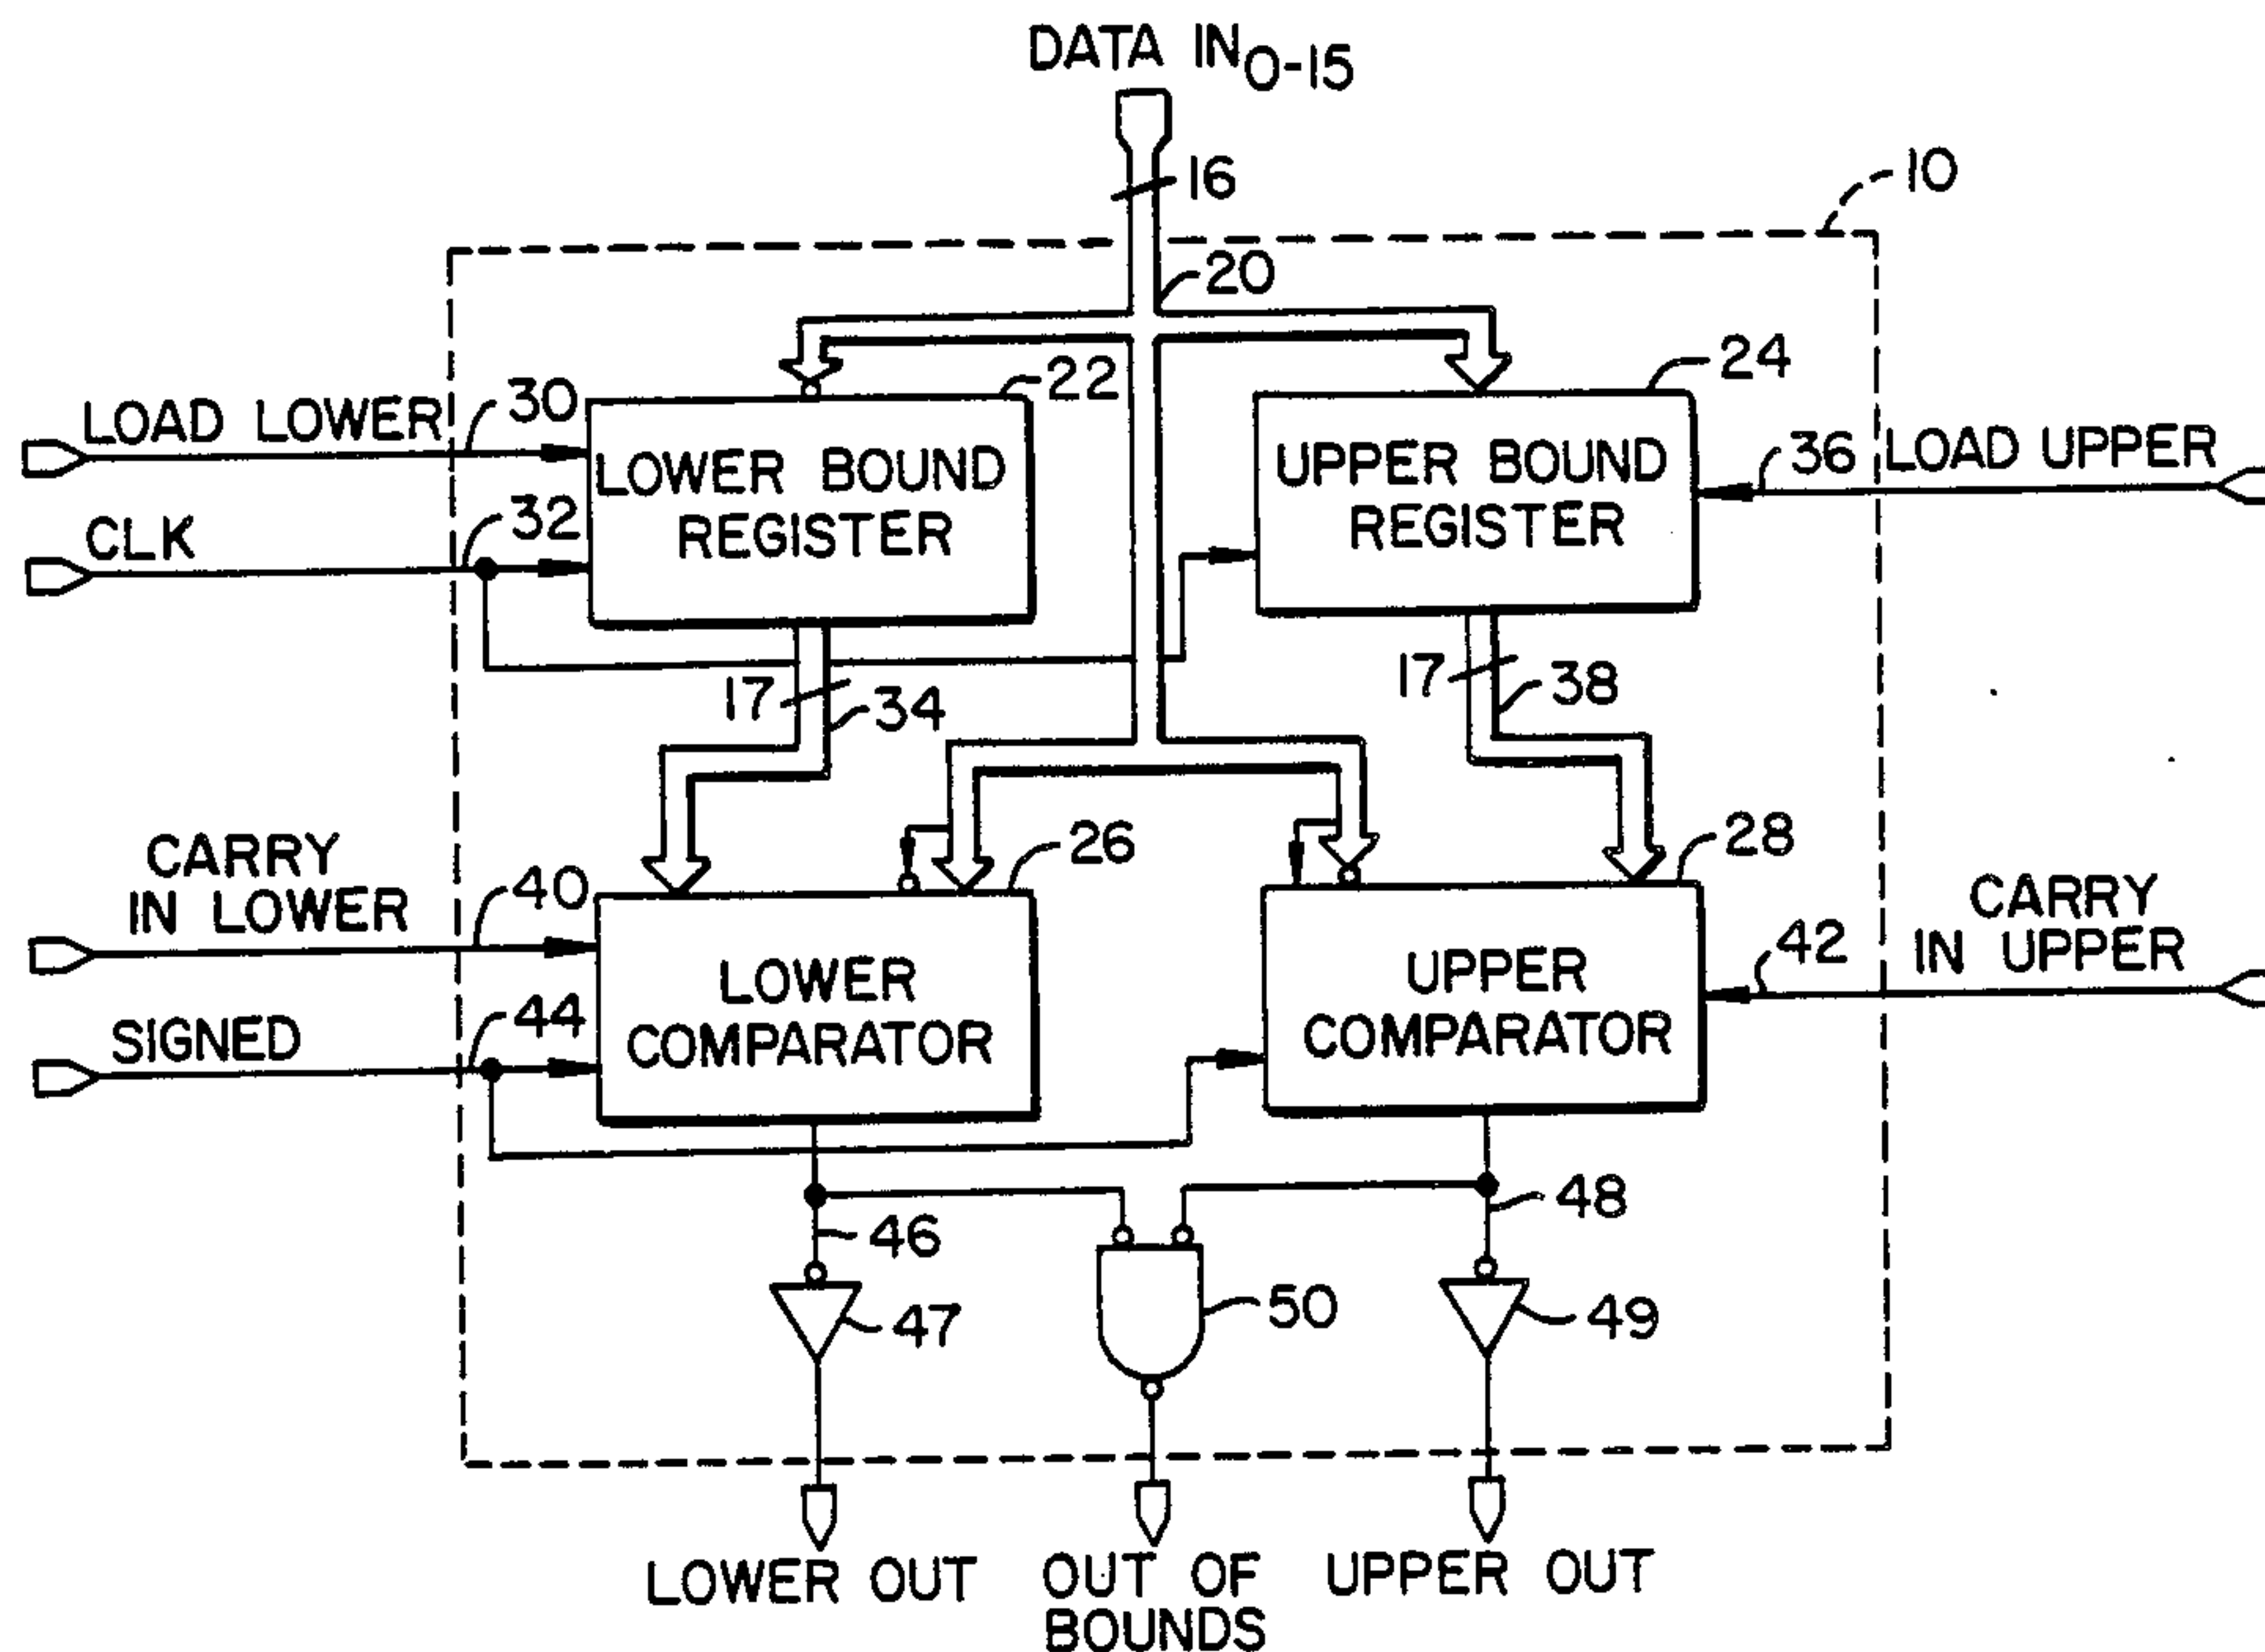 DATA IN0-15
16
10
20
22
24
LOAD LOWER
30
LOWER BOUND
REGISTER
UPPER BOUND
REGISTER
36
LOAD UPPER
CLK
32
17
34
17
38
26
28
CARRY
IN LOWER
40
LOWER
COMPARATOR
UPPER
COMPARATOR
42
CARRY
IN UPPER
SIGNED
44
46
48
47
50
49
LOWER OUT
OUT OF
BOUNDS
UPPER OUT